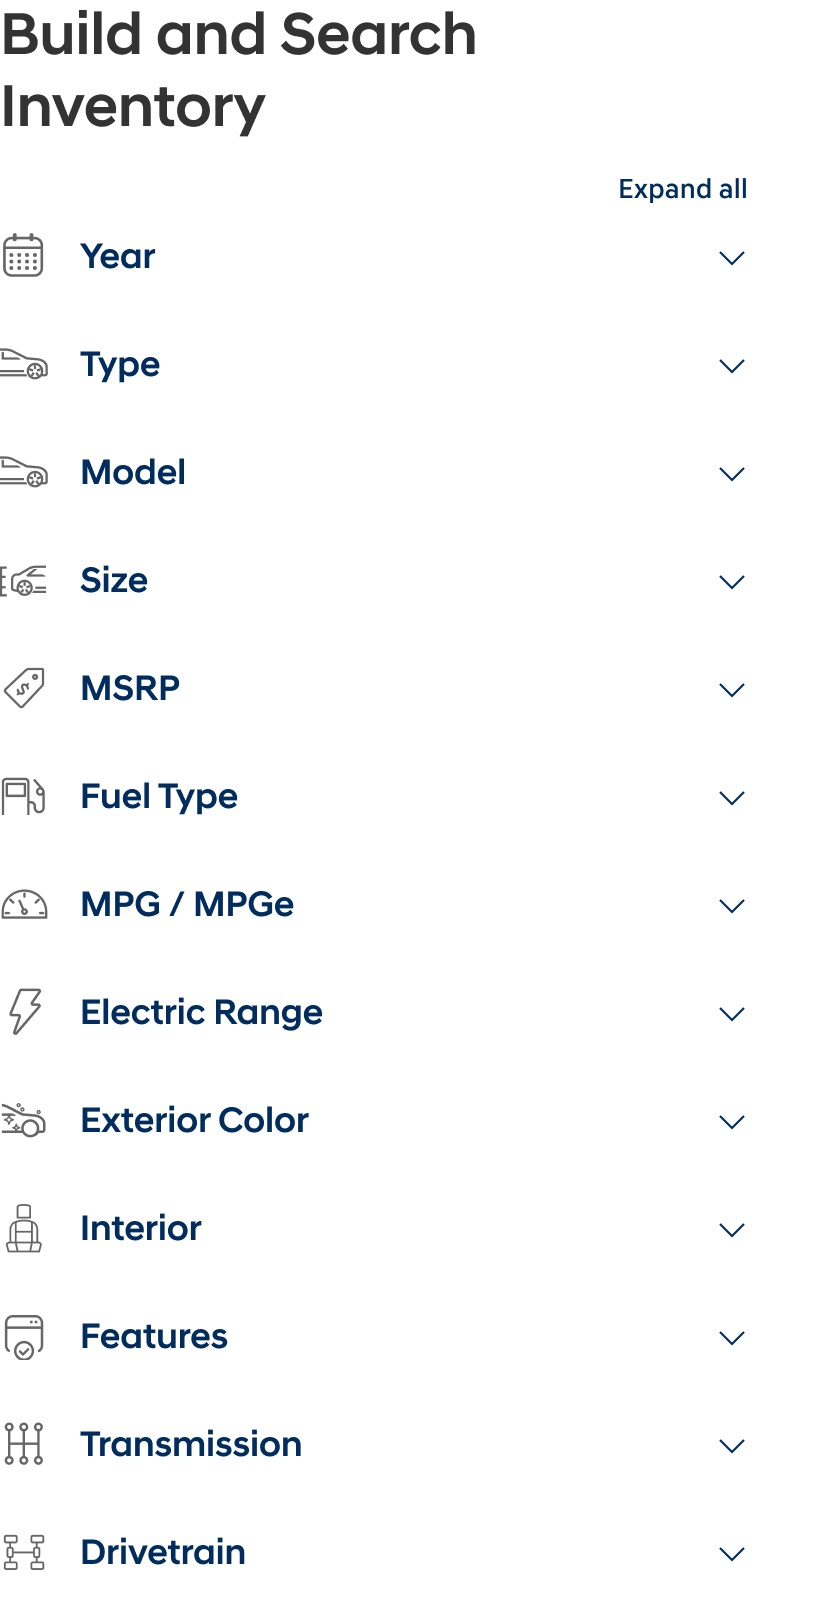 Build and Search
Inventory
Expand all
Year
Type
Model
Size
MSRP
Fuel Type
MPG / MPGe
Electric Range
Exterior Color
Interior
Features
Transmission
Drivetrain